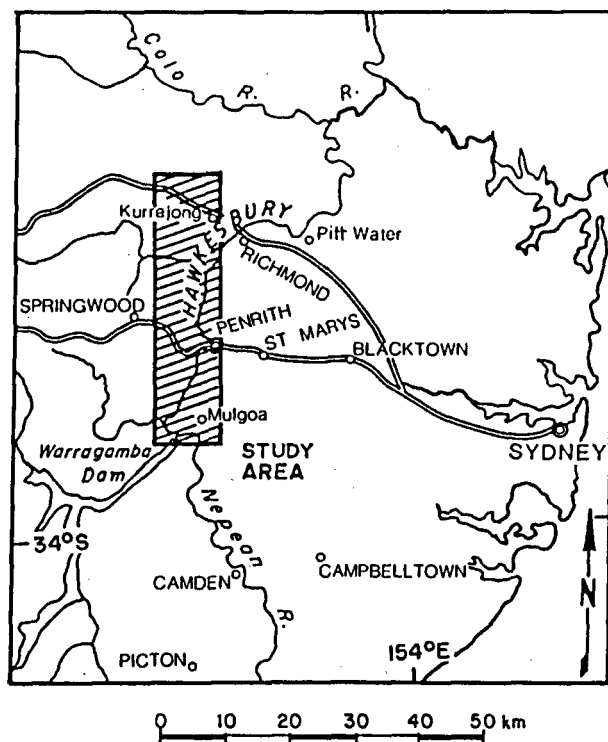 Colo
R.
R.
Kurrajong
HAWKESBURY
Pitt Water
RICHMOND
SPRINGWOOD
PENRITH
ST MARYS
BLACKTOWN
Mulgoa
SYDNEY
Warragamba
Dam
STUDY
AREA
Nepean
R.
34°S
CAMDEN
CAMPBELLTOWN
N
PICTON
154°E
0 10 20 30 40 50 km